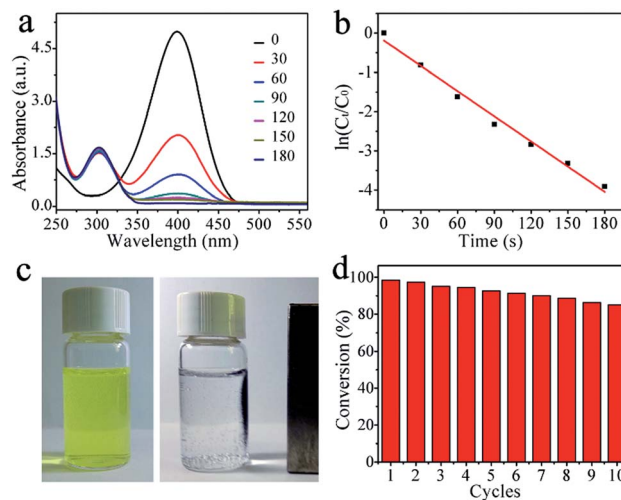 a
Absorbance (a.u.)
4.5
3.0
1.5
0.0
0
30
60
90
120
150
180
250 300 350 400 450 500 550
Wavelength (nm)
b
ln(Ct/C0)
0
-1
-2
-3
-4
0 30 60 90 120 150 180
Time (s)
c
d
Conversion (%)
100
80
60
40
20
0
1 2 3 4 5 6 7 8 9 10
Cycles